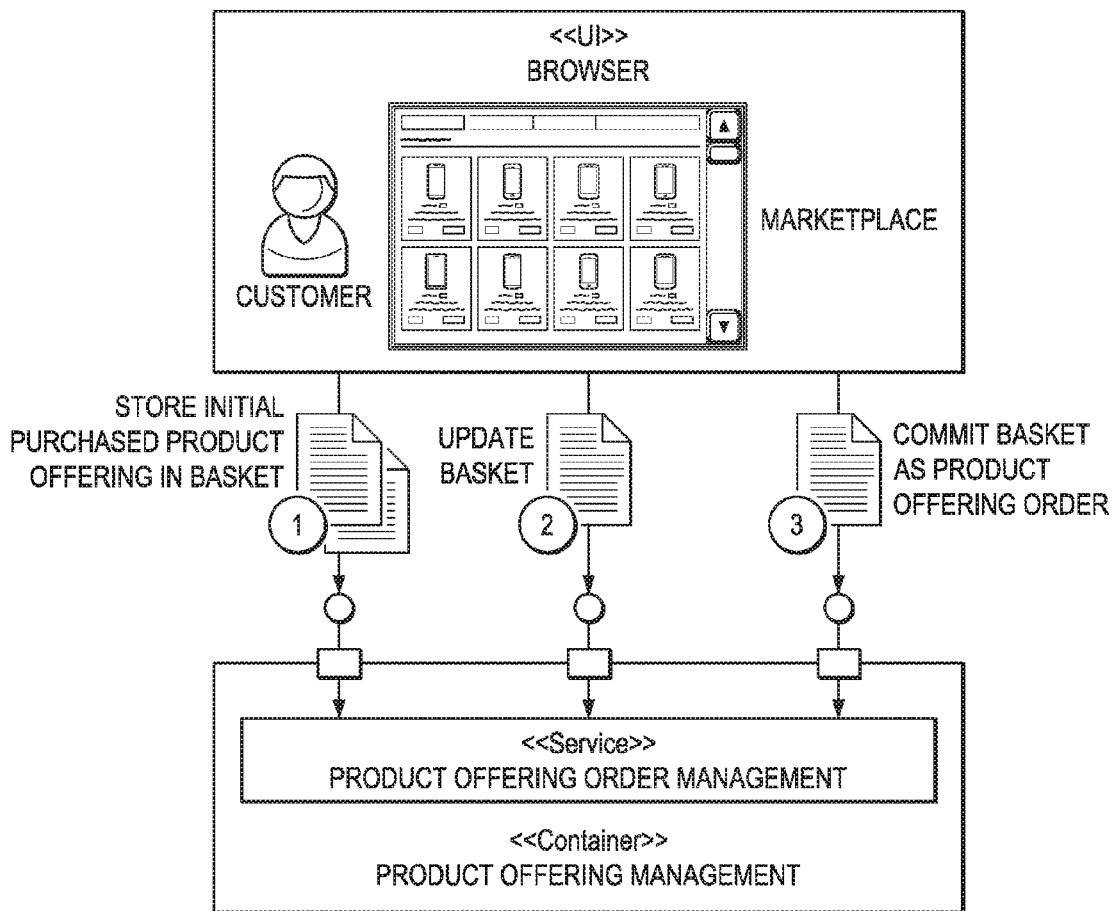 <<UI>>
BROWSER
MARKETPLACE
CUSTOMER
STORE INITIAL
PURCHASED PRODUCT
OFFERING IN BASKET
1
UPDATE
BASKET
2
COMMIT BASKET
AS PRODUCT
OFFERING ORDER
3
<<Service>>
PRODUCT OFFERING ORDER MANAGEMENT
<<Container>>
PRODUCT OFFERING MANAGEMENT